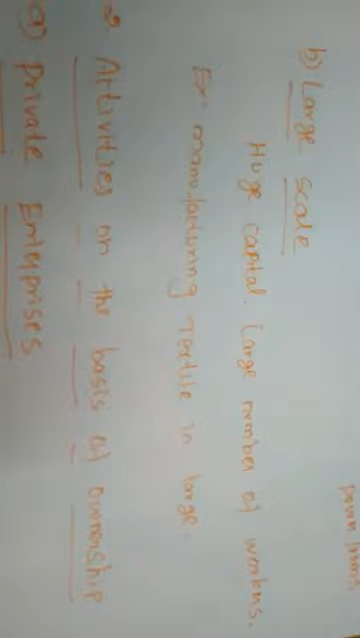 b) Large scale
Huge capital. Large number of workers.
Ex: manufacturing Textile in large.
2. Activities on the basis of ownership
a) Private Enterprises